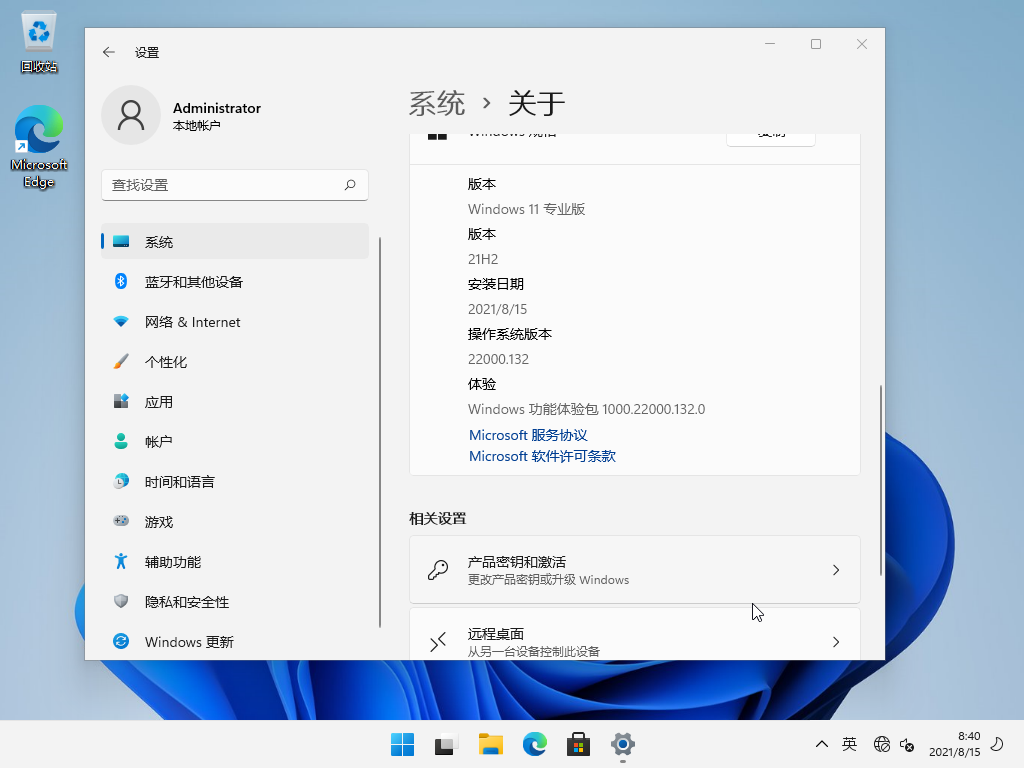 回收站
Microsoft
Edge
设置
Administrator
本地帐户
查找设置
系统
蓝牙和其他设备
网络 & Internet
个性化
应用
帐户
时间和语言
游戏
辅助功能
隐私和安全性
Windows 更新
系统 › 关于
Windows 规格
复制
版本
Windows 11 专业版
版本
21H2
安装日期
2021/8/15
操作系统版本
22000.132
体验
Windows 功能体验包 1000.22000.132.0
Microsoft 服务协议
Microsoft 软件许可条款
相关设置
产品密钥和激活
更改产品密钥或升级 Windows
远程桌面
从另一台设备控制此设备
英
8:40
2021/8/15